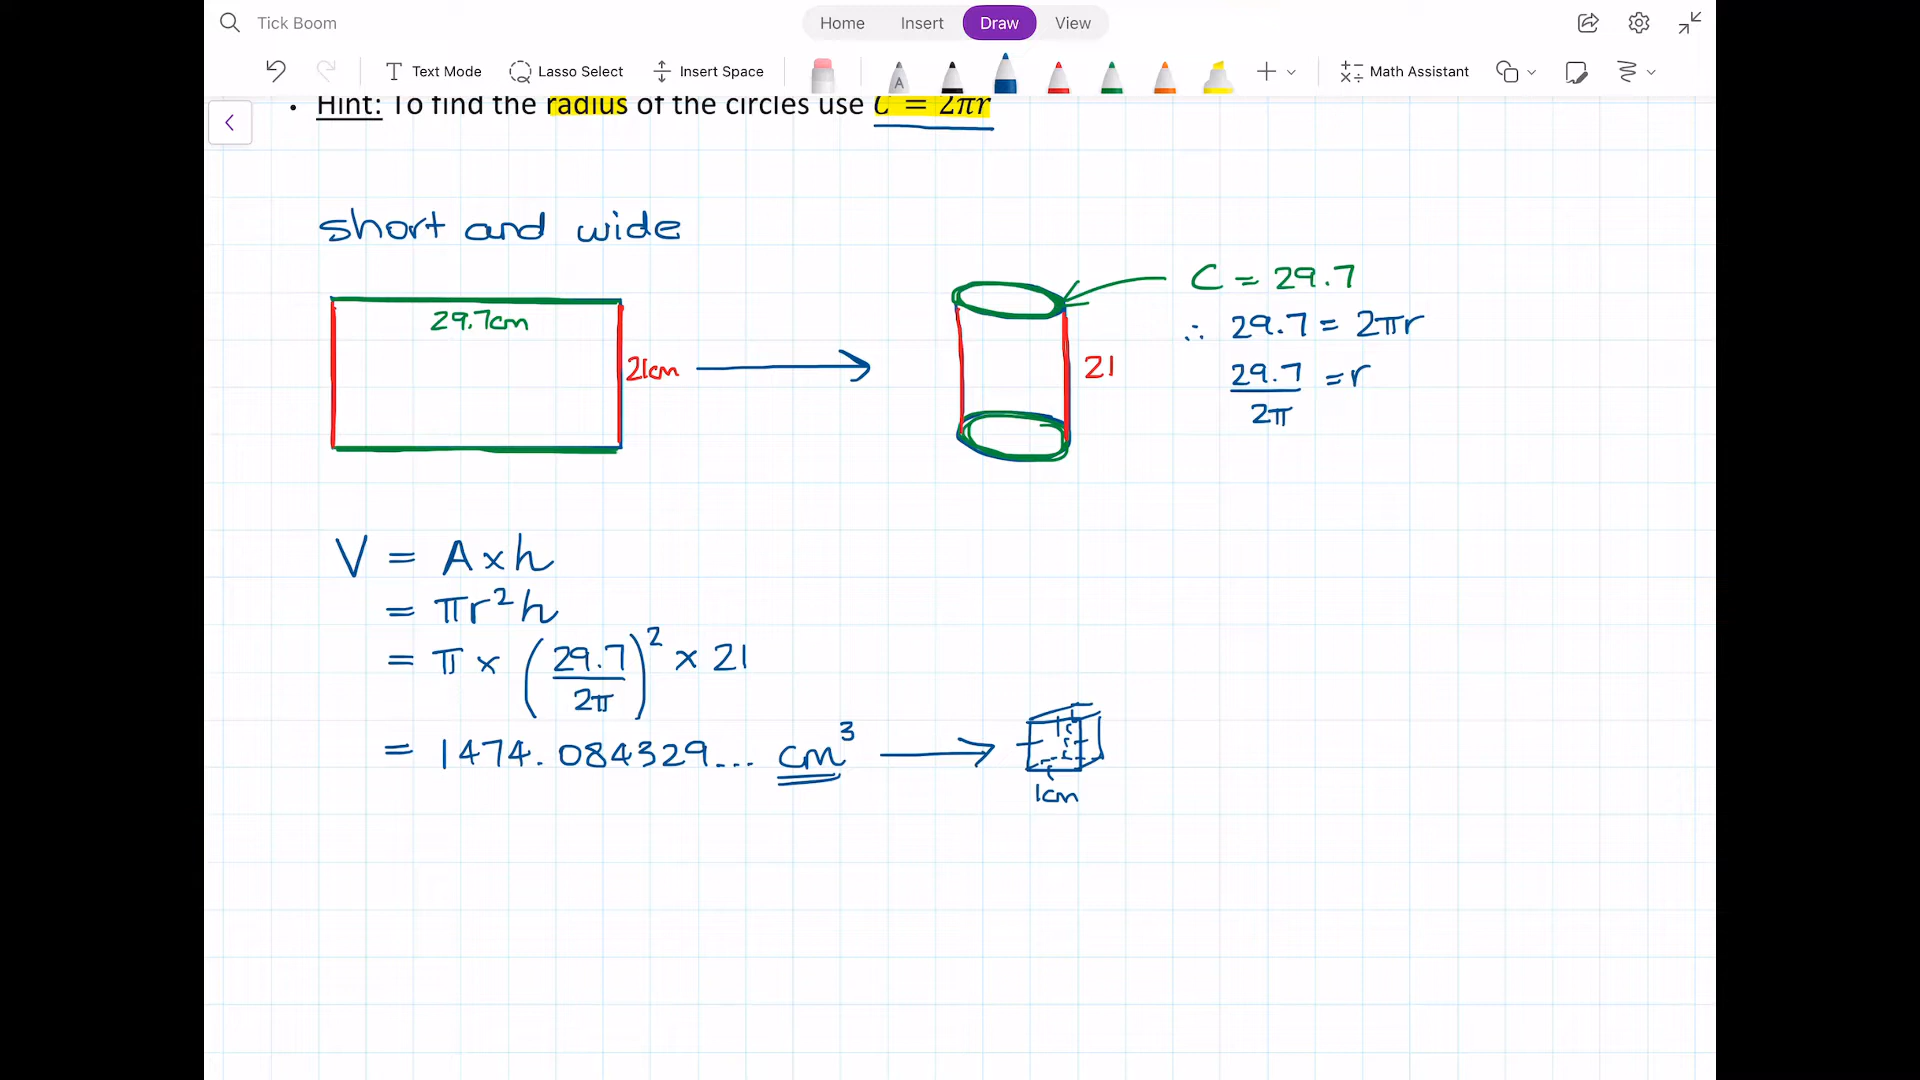 Tick Boom
Home Insert Draw View
Text Mode Lasso Select Insert Space Math Assistant
• Hint: To find the radius of the circles use C = 2πr
short and wide
29.7cm
21cm
21
C = 29.7
∴ 29.7 = 2πr
29.7/2π = r
V = A × h
= πr²h
= π × (29.7/2π)² × 21
= 1474.084329... cm³
1cm